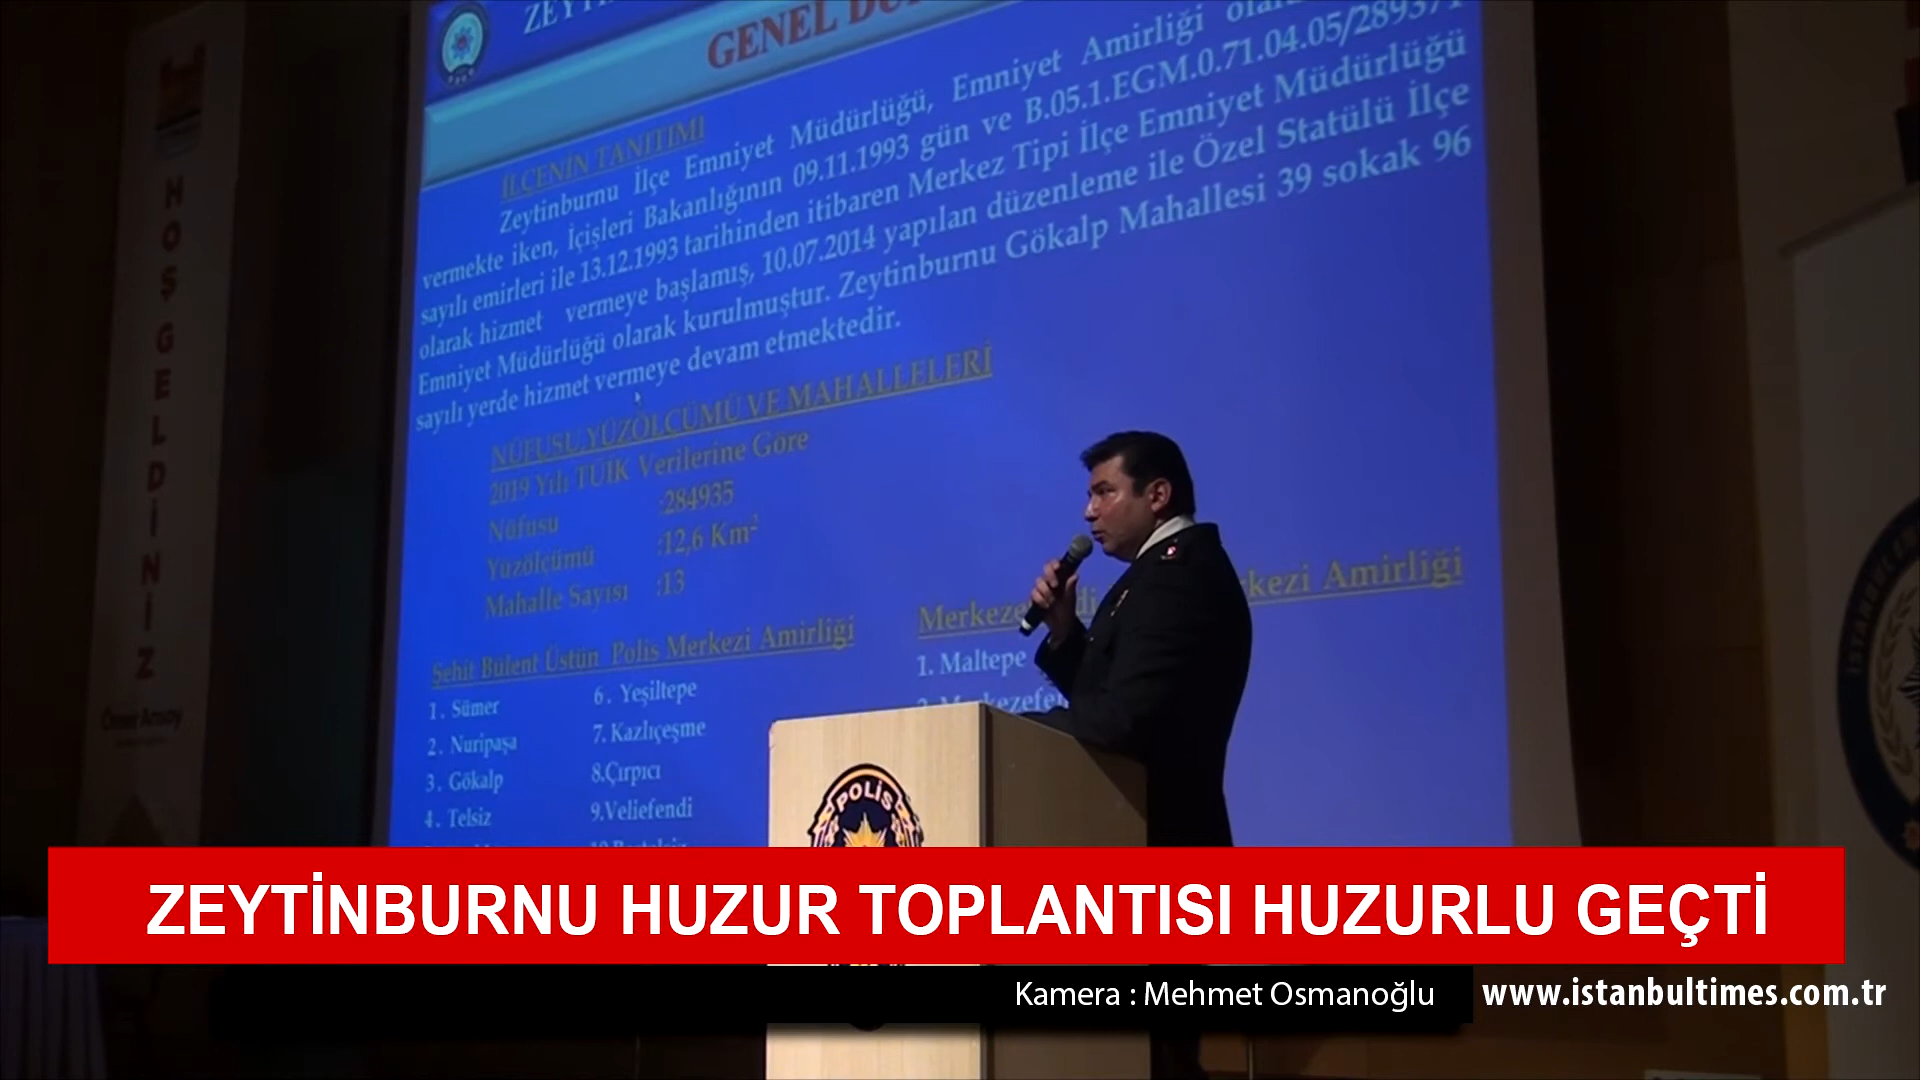 HOŞ GELDİNİZ
GENEL
İLÇENİN TANITIMI
Zeytinburnu İlçe Emniyet Müdürlüğü, Emniyet Amirliği
vermekte iken, İçişleri Bakanlığının 09.11.1993 gün ve B.05.1.EGM.0.71.04.05/289371
sayılı emirleri ile 13.12.1993 tarihinden itibaren Merkez Tipi İlçe Emniyet Müdürlüğü
olarak hizmet vermeye başlamış, 10.07.2014 yapılan düzenleme ile Özel Statülü İlçe
Emniyet Müdürlüğü olarak kurulmuştur. Zeytinburnu Gökalp Mahallesi 39 sokak 96
sayılı yerde hizmet vermeye devam etmektedir.
NÜFUSU,YÜZÖLÇÜMÜ VE MAHALLELERİ
2019 Yılı TUİK Verilerine Göre
Nüfusu :284935
Yüzölçümü :12,6 Km²
Mahalle Sayısı :13
Şehit Bülent Üstün Polis Merkezi Amirliği
1. Sümer
2. Nuripaşa
3. Gökalp
4. Telsiz
6. Yeşiltepe
7. Kazlıçeşme
8.Çırpıcı
9.Veliefendi
Amirliği
1. Maltepe
POLİS
ZEYTİNBURNU HUZUR TOPLANTISI HUZURLU GEÇTİ
Kamera : Mehmet Osmanoğlu
www.istanbultimes.com.tr